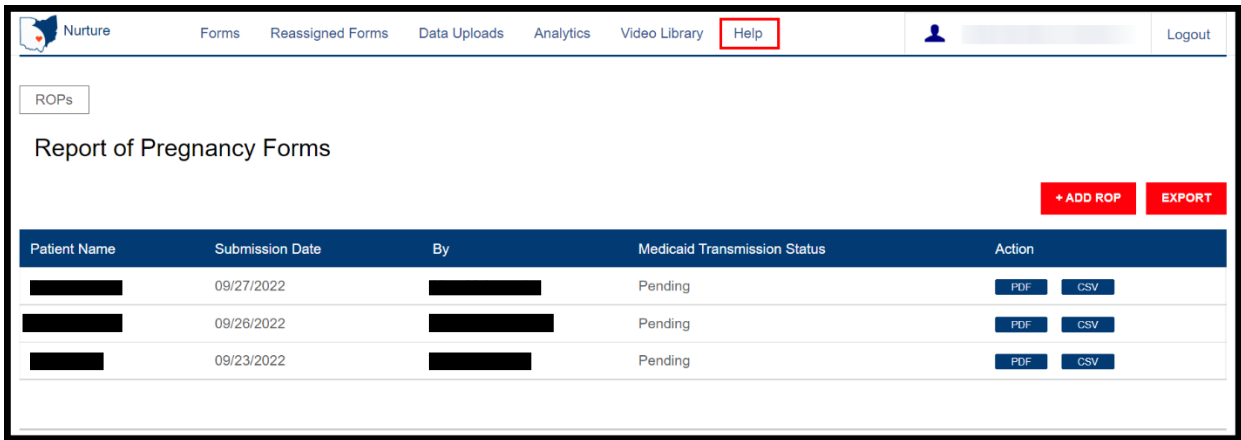 Nurture Forms Reassigned Forms Data Uploads Analytics Video Library Help Logout
ROPs
Report of Pregnancy Forms
+ ADD ROP EXPORT
Patient Name Submission Date By Medicaid Transmission Status Action
09/27/2022 Pending PDF CSV
09/26/2022 Pending PDF CSV
09/23/2022 Pending PDF CSV